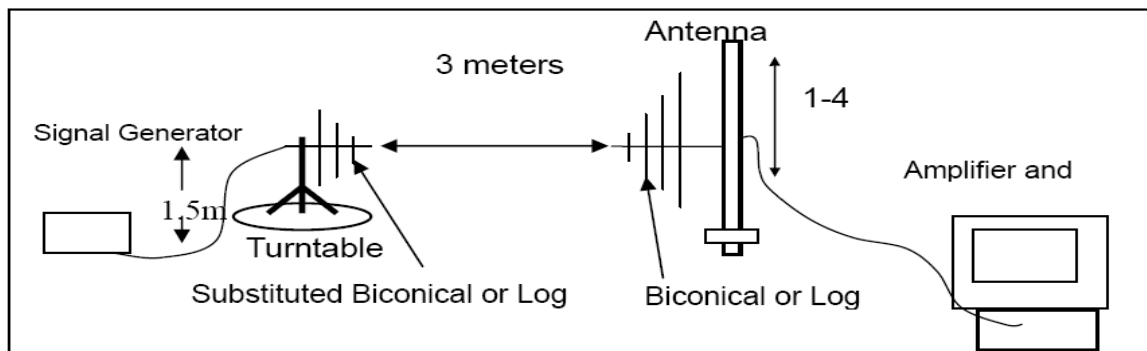 Antenna
3 meters
1-4
Signal Generator
Amplifier and
1.5m
Turntable
Substituted Biconical or Log
Biconical or Log